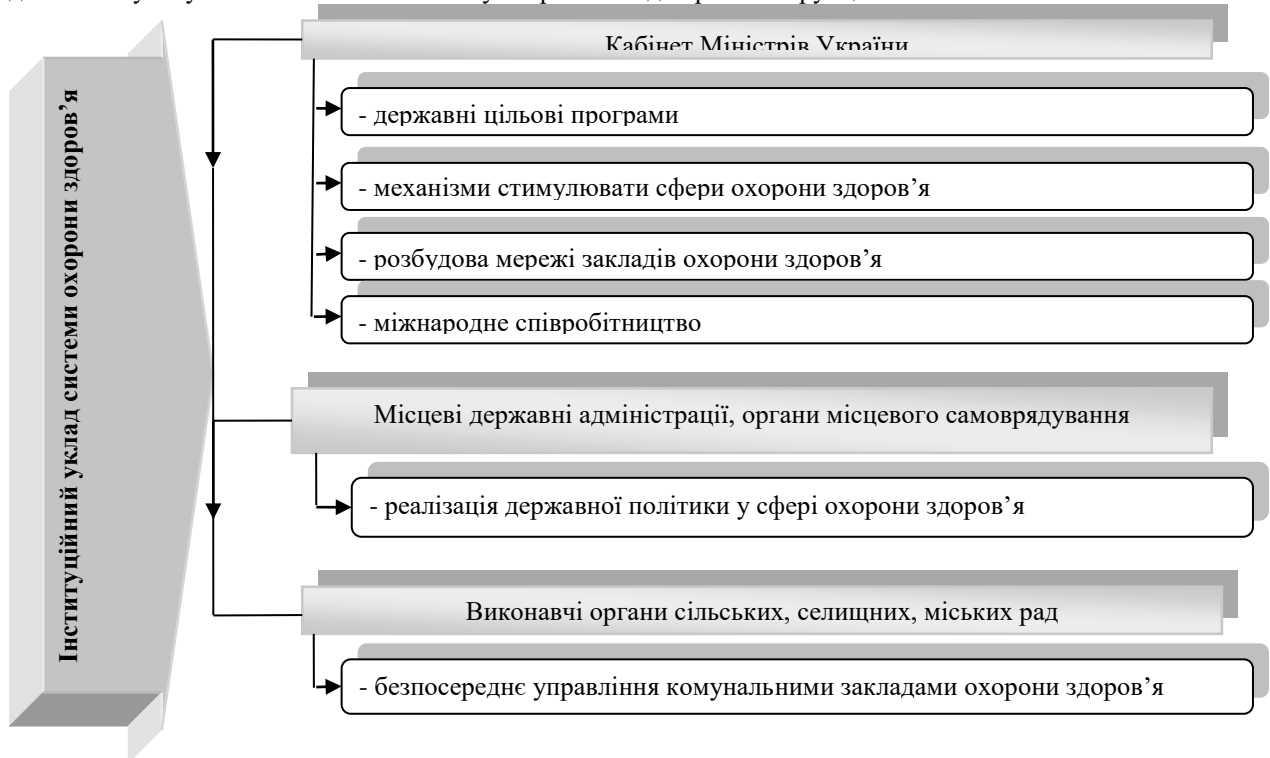 Інституційний уклад системи охорони здоров’я
Кабінет Міністрів України
- державні цільові програми
- механізми стимулювати сфери охорони здоров’я
- розбудова мережі закладів охорони здоров’я
- міжнародне співробітництво
Місцеві державні адміністрації, органи місцевого самоврядування
- реалізація державної політики у сфері охорони здоров’я
Виконавчі органи сільських, селищних, міських рад
- безпосереднє управління комунальними закладами охорони здоров’я